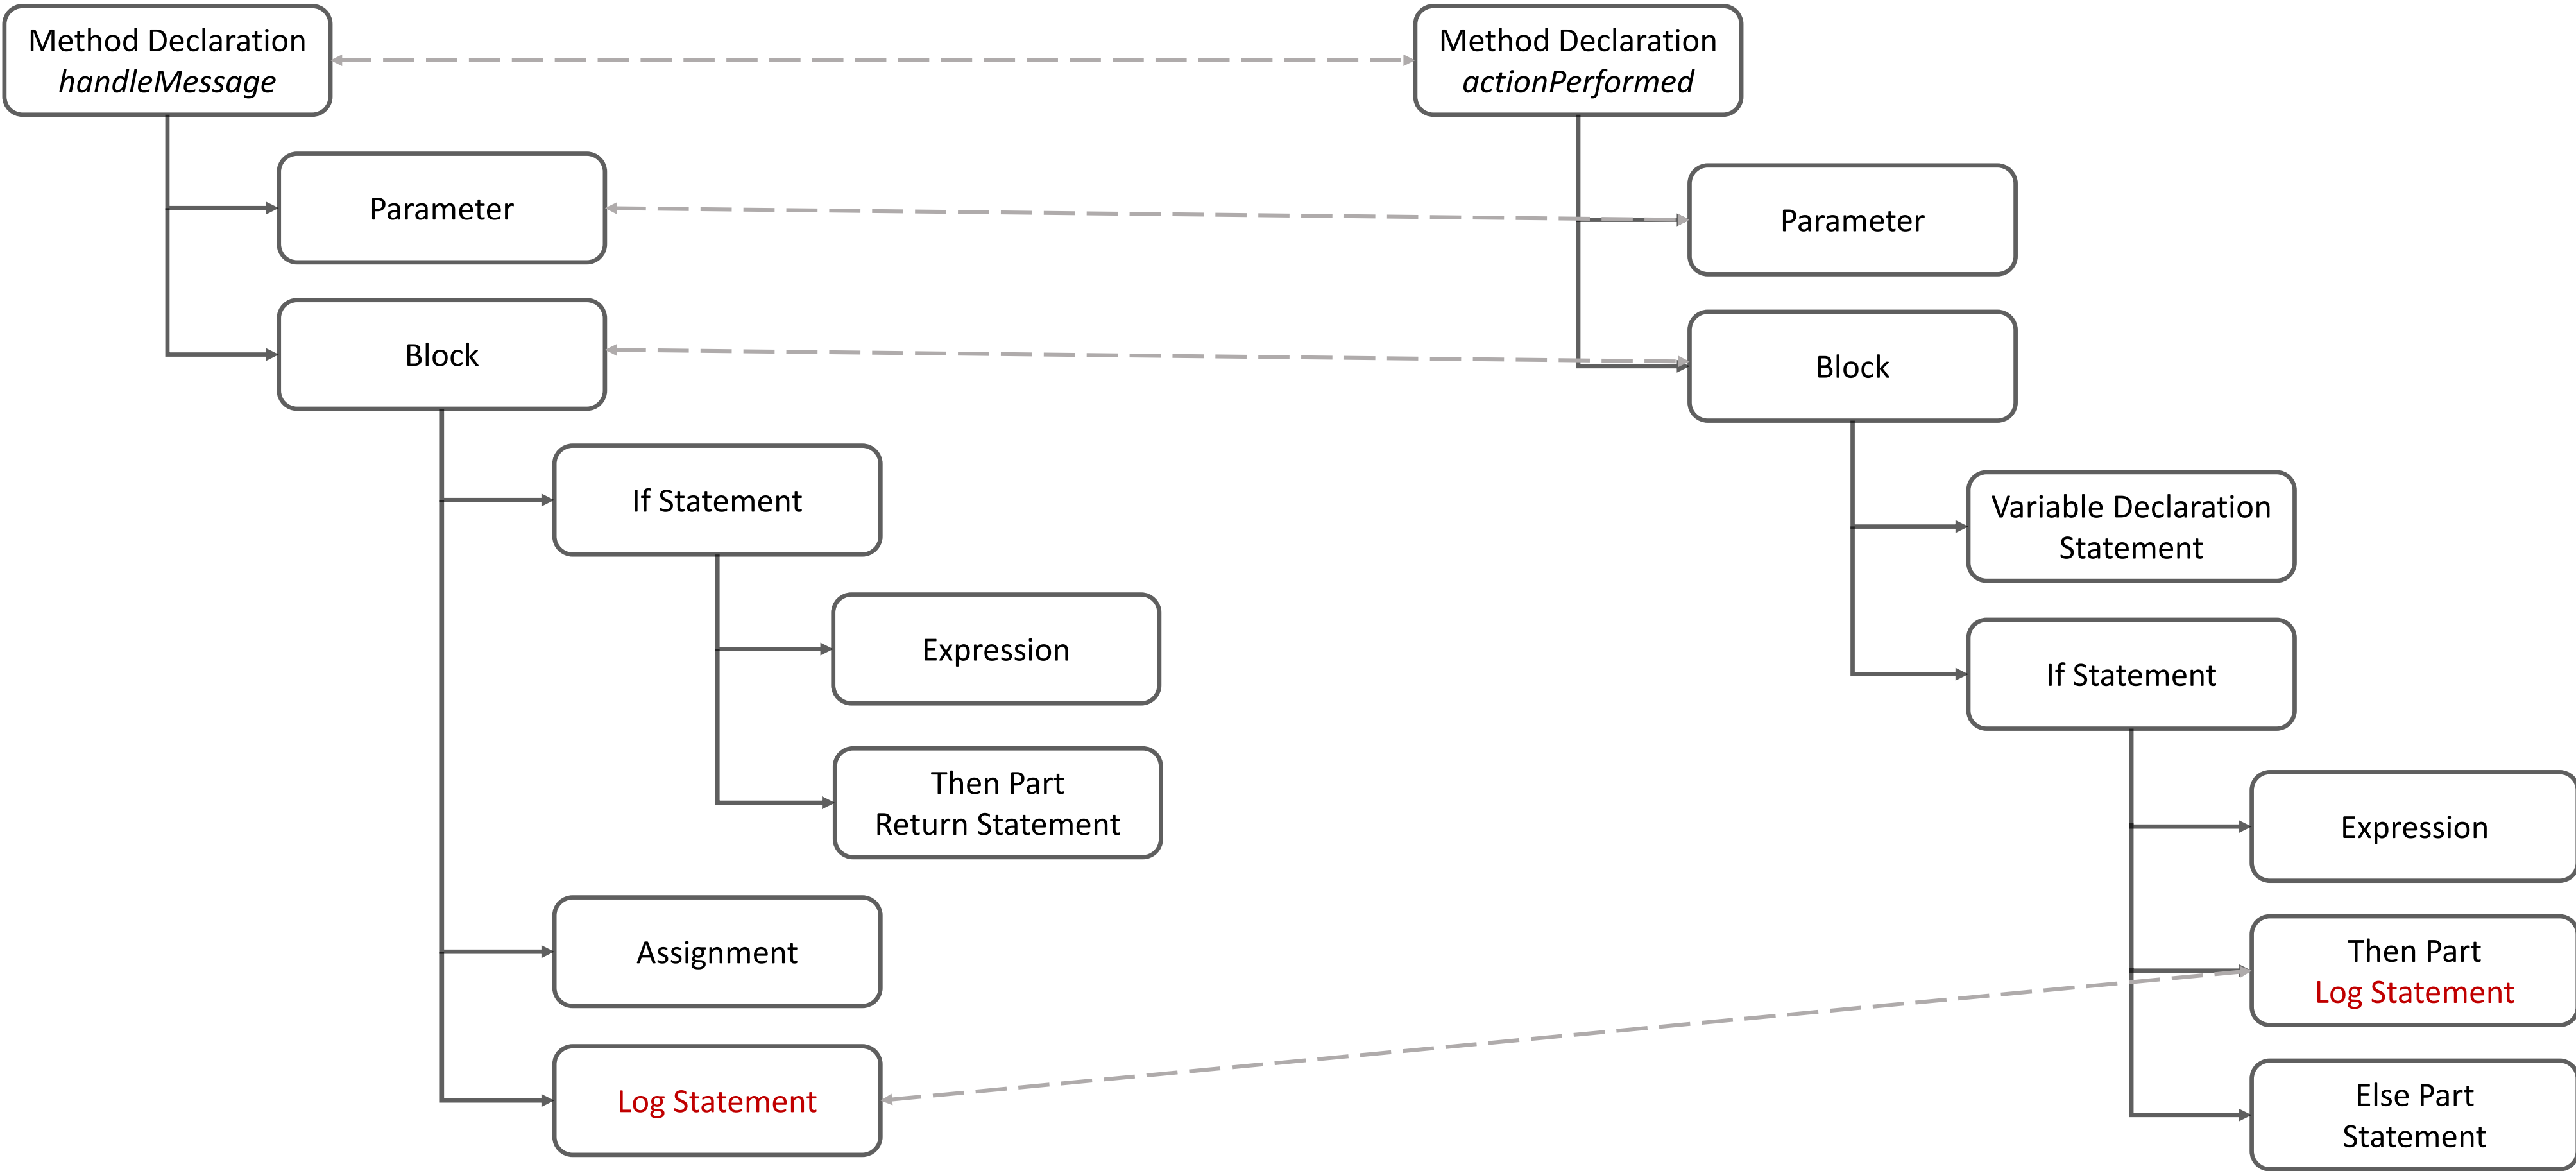 Method Declaration
handleMessage
Parameter
Block
If Statement
Expression
Then Part
Return Statement
Assignment
Log Statement
Method Declaration
actionPerformed
Parameter
Block
Variable Declaration
Statement
If Statement
Expression
Then Part
Log Statement
Else Part
Statement